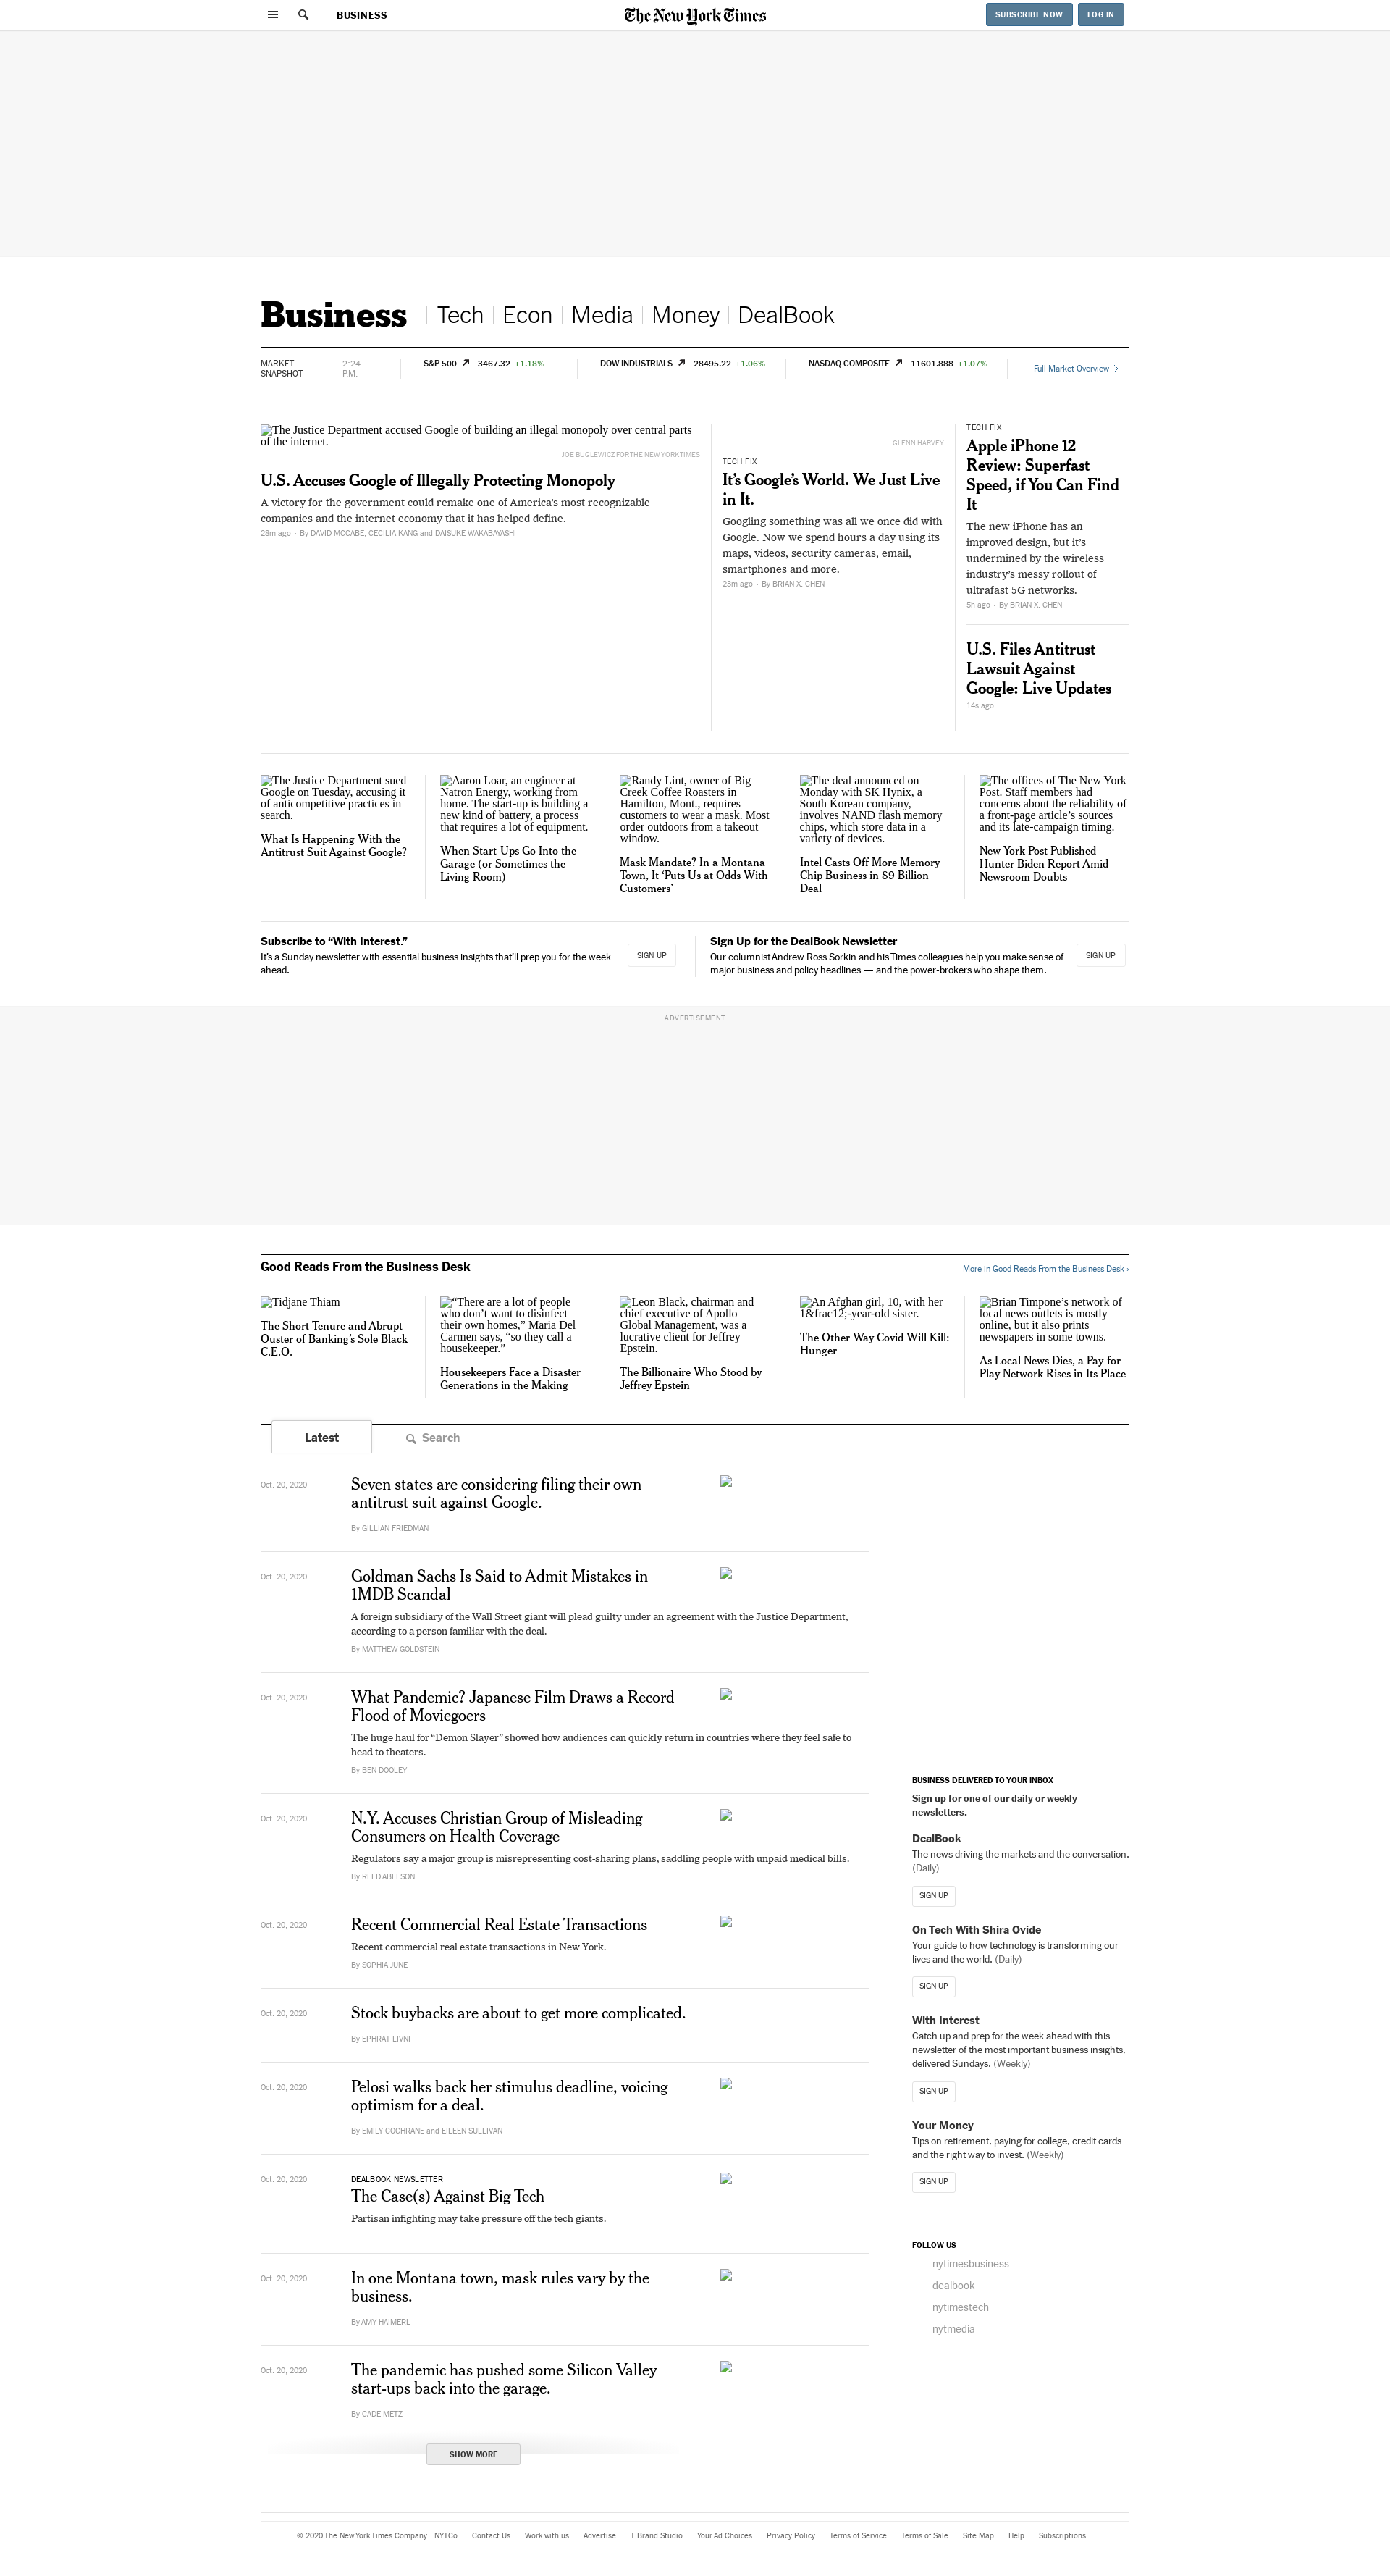 BUSINESS
The New York Times
SUBSCRIBE NOW
LOG IN
Business
Tech
Econ
Media
Money
DealBook
MARKET
SNAPSHOT
2:24
P.M.
S&P 500 3467.32 +1.18%
DOW INDUSTRIALS 28495.22 +1.06%
NASDAQ COMPOSITE 11601.888 +1.07%
Full Market Overview
The Justice Department accused Google of building an illegal monopoly over central parts
of the internet.
JOE BUGLEWICZ FOR THE NEW YORK TIMES
U.S. Accuses Google of Illegally Protecting Monopoly
A victory for the government could remake one of America’s most recognizable
companies and the internet economy that it has helped define.
28m ago • By DAVID MCCABE, CECILIA KANG and DAISUKE WAKABAYASHI
GLENN HARVEY
TECH FIX
It’s Google’s World. We Just Live
in It.
Googling something was all we once did with
Google. Now we spend hours a day using its
maps, videos, security cameras, email,
smartphones and more.
23m ago • By BRIAN X. CHEN
TECH FIX
Apple iPhone 12
Review: Superfast
Speed, if You Can Find
It
The new iPhone has an
improved design, but it’s
undermined by the wireless
industry’s messy rollout of
ultrafast 5G networks.
5h ago • By BRIAN X. CHEN
U.S. Files Antitrust
Lawsuit Against
Google: Live Updates
14s ago
The Justice Department sued
Google on Tuesday, accusing it
of anticompetitive practices in
search.
What Is Happening With the
Antitrust Suit Against Google?
Aaron Loar, an engineer at
Natron Energy, working from
home. The start-up is building a
new kind of battery, a process
that requires a lot of equipment.
When Start-Ups Go Into the
Garage (or Sometimes the
Living Room)
Randy Lint, owner of Big
Creek Coffee Roasters in
Hamilton, Mont., requires
customers to wear a mask. Most
order outdoors from a takeout
window.
Mask Mandate? In a Montana
Town, It ‘Puts Us at Odds With
Customers’
The deal announced on
Monday with SK Hynix, a
South Korean company,
involves NAND flash memory
chips, which store data in a
variety of devices.
Intel Casts Off More Memory
Chip Business in $9 Billion
Deal
The offices of The New York
Post. Staff members had
concerns about the reliability of
a front-page article’s sources
and its late-campaign timing.
New York Post Published
Hunter Biden Report Amid
Newsroom Doubts
Subscribe to “With Interest.”
It’s a Sunday newsletter with essential business insights that’ll prep you for the week
ahead.
SIGN UP
Sign Up for the DealBook Newsletter
Our columnist Andrew Ross Sorkin and his Times colleagues help you make sense of
major business and policy headlines — and the power-brokers who shape them.
SIGN UP
ADVERTISEMENT
Good Reads From the Business Desk
More in Good Reads From the Business Desk ›
Tidjane Thiam
The Short Tenure and Abrupt
Ouster of Banking’s Sole Black
C.E.O.
“There are a lot of people
who don’t want to disinfect
their own homes,” Maria Del
Carmen says, “so they call a
housekeeper.”
Housekeepers Face a Disaster
Generations in the Making
Leon Black, chairman and
chief executive of Apollo
Global Management, was a
lucrative client for Jeffrey
Epstein.
The Billionaire Who Stood by
Jeffrey Epstein
An Afghan girl, 10, with her
1&frac12;-year-old sister.
The Other Way Covid Will Kill:
Hunger
Brian Timpone’s network of
local news outlets is mostly
online, but it also prints
newspapers in some towns.
As Local News Dies, a Pay-for-
Play Network Rises in Its Place
Latest
Search
Oct. 20, 2020
Seven states are considering filing their own
antitrust suit against Google.
By GILLIAN FRIEDMAN
Oct. 20, 2020
Goldman Sachs Is Said to Admit Mistakes in
1MDB Scandal
A foreign subsidiary of the Wall Street giant will plead guilty under an agreement with the Justice Department,
according to a person familiar with the deal.
By MATTHEW GOLDSTEIN
Oct. 20, 2020
What Pandemic? Japanese Film Draws a Record
Flood of Moviegoers
The huge haul for “Demon Slayer” showed how audiences can quickly return in countries where they feel safe to
head to theaters.
By BEN DOOLEY
Oct. 20, 2020
N.Y. Accuses Christian Group of Misleading
Consumers on Health Coverage
Regulators say a major group is misrepresenting cost-sharing plans, saddling people with unpaid medical bills.
By REED ABELSON
Oct. 20, 2020
Recent Commercial Real Estate Transactions
Recent commercial real estate transactions in New York.
By SOPHIA JUNE
Oct. 20, 2020
Stock buybacks are about to get more complicated.
By EPHRAT LIVNI
Oct. 20, 2020
Pelosi walks back her stimulus deadline, voicing
optimism for a deal.
By EMILY COCHRANE and EILEEN SULLIVAN
Oct. 20, 2020
DEALBOOK NEWSLETTER
The Case(s) Against Big Tech
Partisan infighting may take pressure off the tech giants.
Oct. 20, 2020
In one Montana town, mask rules vary by the
business.
By AMY HAIMERL
Oct. 20, 2020
The pandemic has pushed some Silicon Valley
start-ups back into the garage.
By CADE METZ
SHOW MORE
BUSINESS DELIVERED TO YOUR INBOX
Sign up for one of our daily or weekly
newsletters.
DealBook
The news driving the markets and the conversation.
(Daily)
SIGN UP
On Tech With Shira Ovide
Your guide to how technology is transforming our
lives and the world. (Daily)
SIGN UP
With Interest
Catch up and prep for the week ahead with this
newsletter of the most important business insights,
delivered Sundays. (Weekly)
SIGN UP
Your Money
Tips on retirement, paying for college, credit cards
and the right way to invest. (Weekly)
SIGN UP
FOLLOW US
nytimesbusiness
dealbook
nytimestech
nytmedia
© 2020 The New York Times Company NYTCo Contact Us Work with us Advertise T Brand Studio Your Ad Choices Privacy Policy Terms of Service Terms of Sale Site Map Help Subscriptions